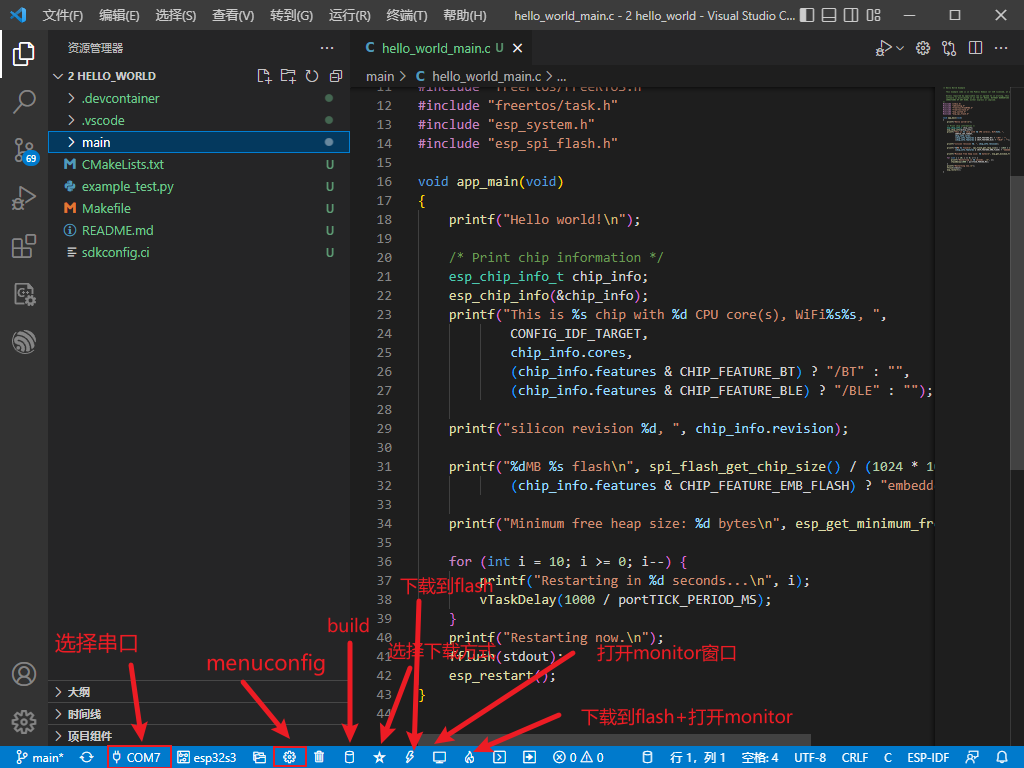 文件(F) 编辑(E) 选择(S) 查看(V) 转到(G) 运行(R) 终端(T) 帮助(H) hello_world_main.c - 2 hello_world - Visual Studio C...
资源管理器
2 HELLO_WORLD
.devcontainer
.vscode
main
CMakeLists.txt U
example_test.py U
Makefile U
README.md U
sdkconfig.ci U
69
大纲
时间线
项目组件
hello_world_main.c U
main > C hello_world_main.c > ...
12 #include "freertos/task.h"
13 #include "esp_system.h"
14 #include "esp_spi_flash.h"
15
16 void app_main(void)
17 {
18 printf("Hello world!\n");
19
20 /* Print chip information */
21 esp_chip_info_t chip_info;
22 esp_chip_info(&chip_info);
23 printf("This is %s chip with %d CPU core(s), WiFi%s%s, ",
24 CONFIG_IDF_TARGET,
25 chip_info.cores,
26 (chip_info.features & CHIP_FEATURE_BT) ? "/BT" : "",
27 (chip_info.features & CHIP_FEATURE_BLE) ? "/BLE" : "");
28
29 printf("silicon revision %d, ", chip_info.revision);
30
31 printf("%dMB %s flash\n", spi_flash_get_chip_size() / (1024 * 10
32 (chip_info.features & CHIP_FEATURE_EMB_FLASH) ? "embedd
33
34 printf("Minimum free heap size: %d bytes\n", esp_get_minimum_fr
35
36 for (int i = 10; i >= 0; i--) {
37 printf("Restarting in %d seconds...\n", i);
38 vTaskDelay(1000 / portTICK_PERIOD_MS);
39 }
40 printf("Restarting now.\n");
41 fflush(stdout);
42 esp_restart();
43 }
44
下载到flash
build
选择串口
menuconfig
选择下载方式
打开monitor窗口
下载到flash+打开monitor
main* COM7 esp32s3 0 0 行 1，列 1 空格: 4 UTF-8 CRLF C ESP-IDF